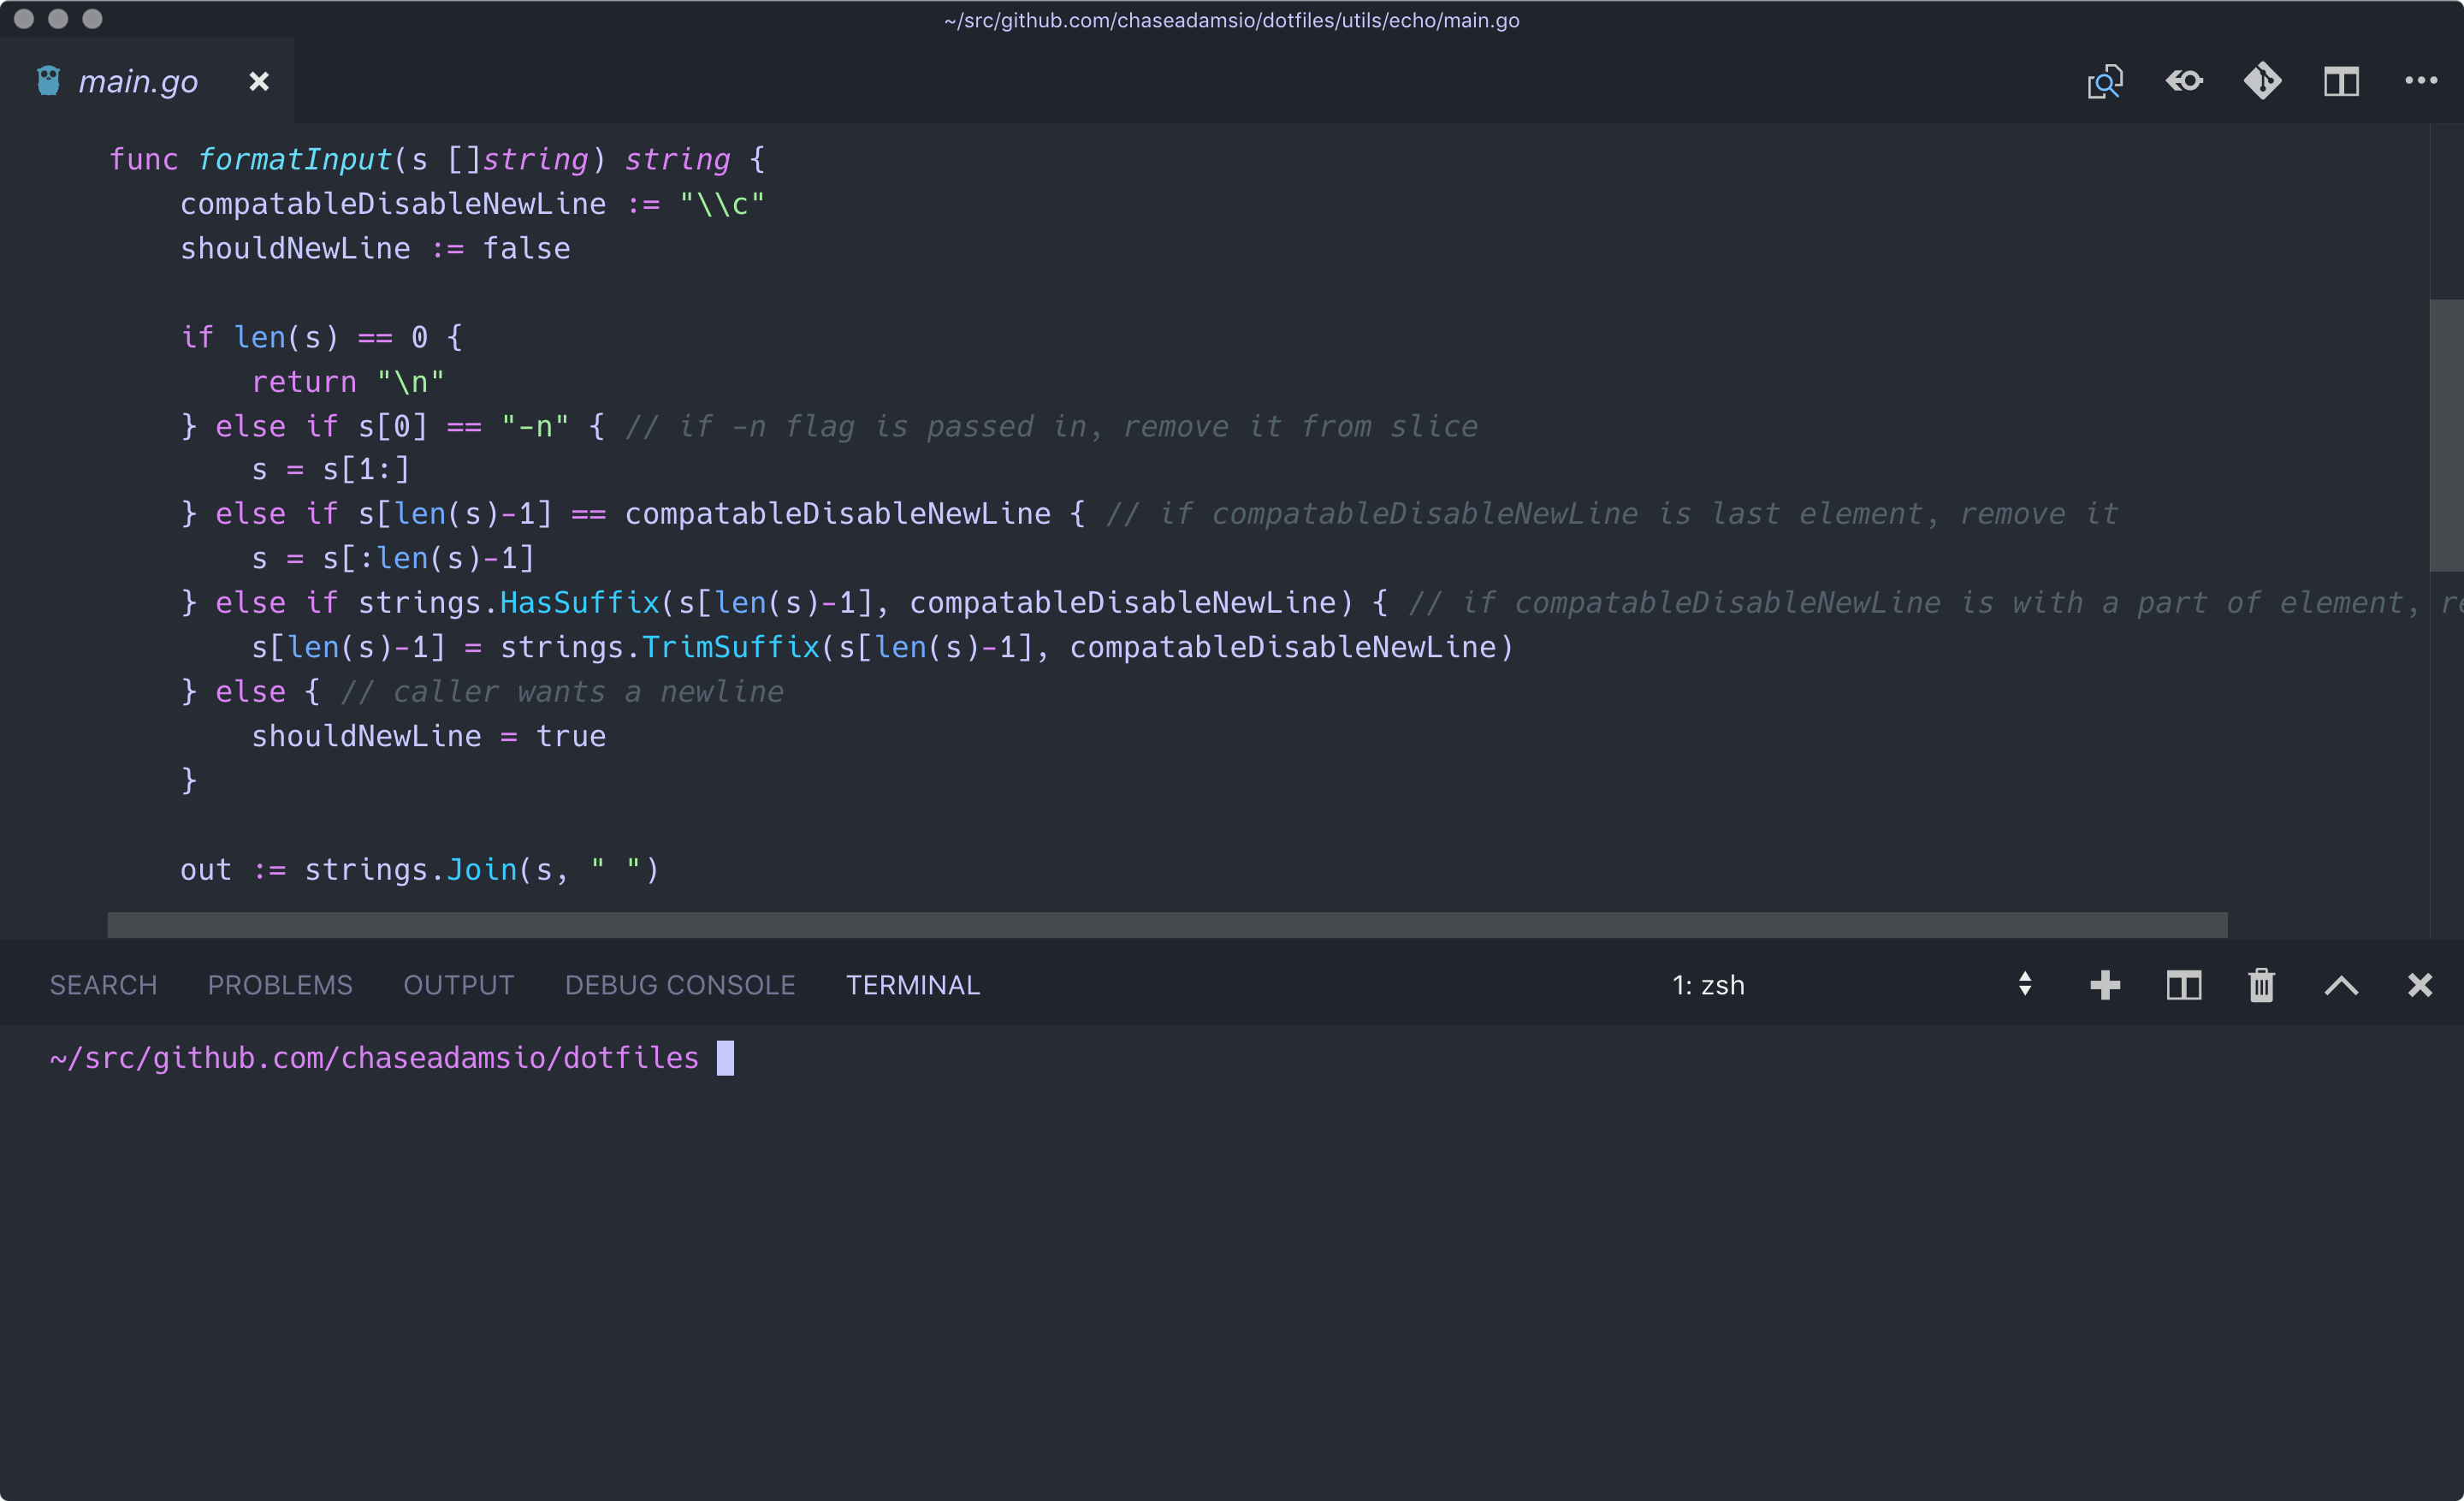 ~/src/github.com/chaseadamsio/dotfiles/utils/echo/main.go
main.go
func formatInput(s []string) string {
    compatableDisableNewLine := "\\c"
    shouldNewLine := false

    if len(s) == 0 {
        return "\n"
    } else if s[0] == "-n" { // if -n flag is passed in, remove it from slice
        s = s[1:]
    } else if s[len(s)-1] == compatableDisableNewLine { // if compatableDisableNewLine is last element, remove it
        s = s[:len(s)-1]
    } else if strings.HasSuffix(s[len(s)-1], compatableDisableNewLine) { // if compatableDisableNewLine is with a part of element,
        s[len(s)-1] = strings.TrimSuffix(s[len(s)-1], compatableDisableNewLine)
    } else { // caller wants a newline
        shouldNewLine = true
    }

    out := strings.Join(s, " ")
SEARCH PROBLEMS OUTPUT DEBUG CONSOLE TERMINAL 1: zsh
~/src/github.com/chaseadamsio/dotfiles